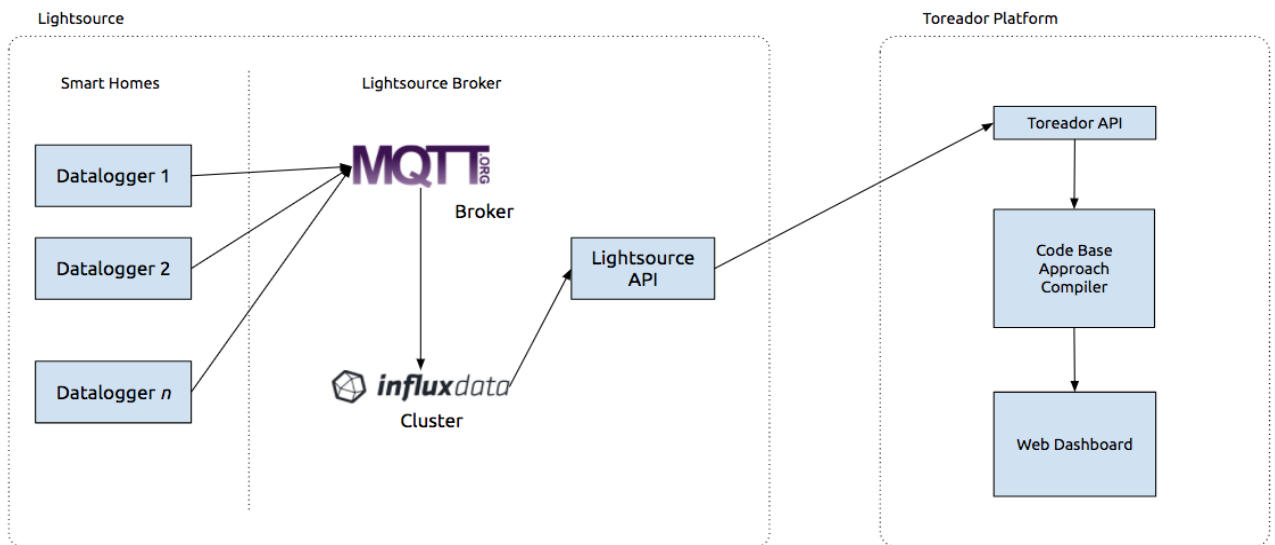 Lightsource
Toreador Platform
Smart Homes
Lightsource Broker
Datalogger 1
Datalogger 2
Datalogger n
MQTT.ORG
Broker
influxdata
Cluster
Lightsource
API
Toreador API
Code Base
Approach
Compiler
Web Dashboard